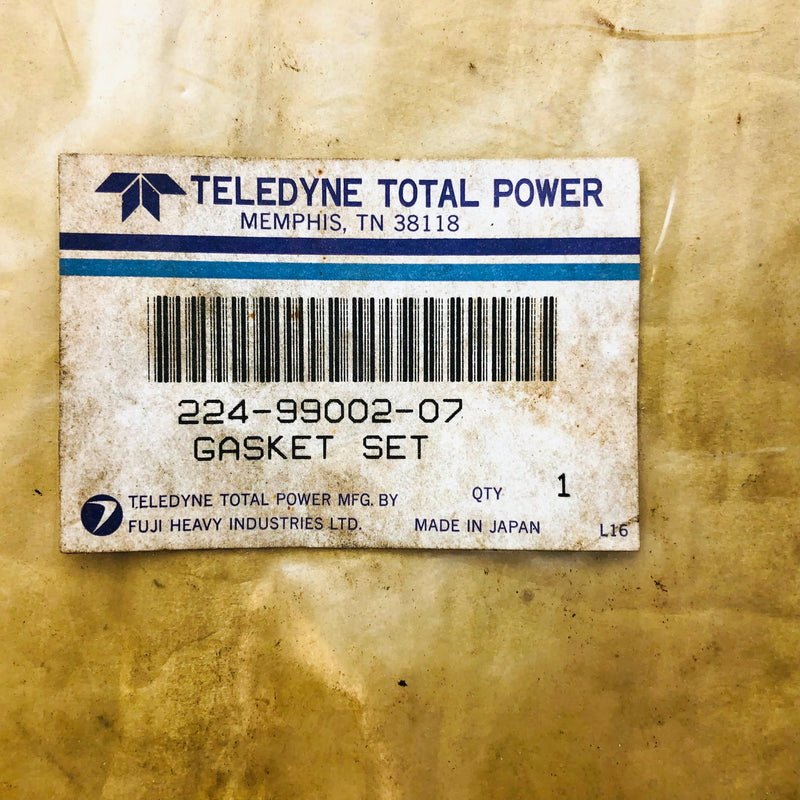 TELEDYNE TOTAL POWER
MEMPHIS, TN 38118
224-99002-07
GASKET SET
TELEDYNE TOTAL POWER MFG. BY
FUJI HEAVY INDUSTRIES LTD.
QTY 1
MADE IN JAPAN
L16